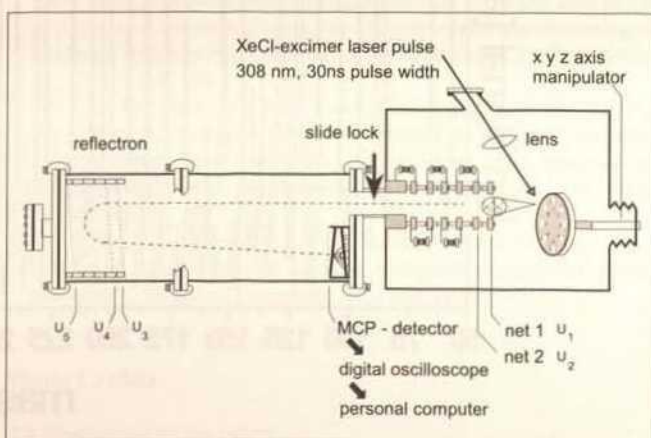 XeCl-excimer laser pulse
308 nm, 30ns pulse width
x y z axis
manipulator
slide lock
lens
reflectron
U5 U4 U3
MCP - detector
net 1 U1
net 2 U2
digital oscilloscope
personal computer